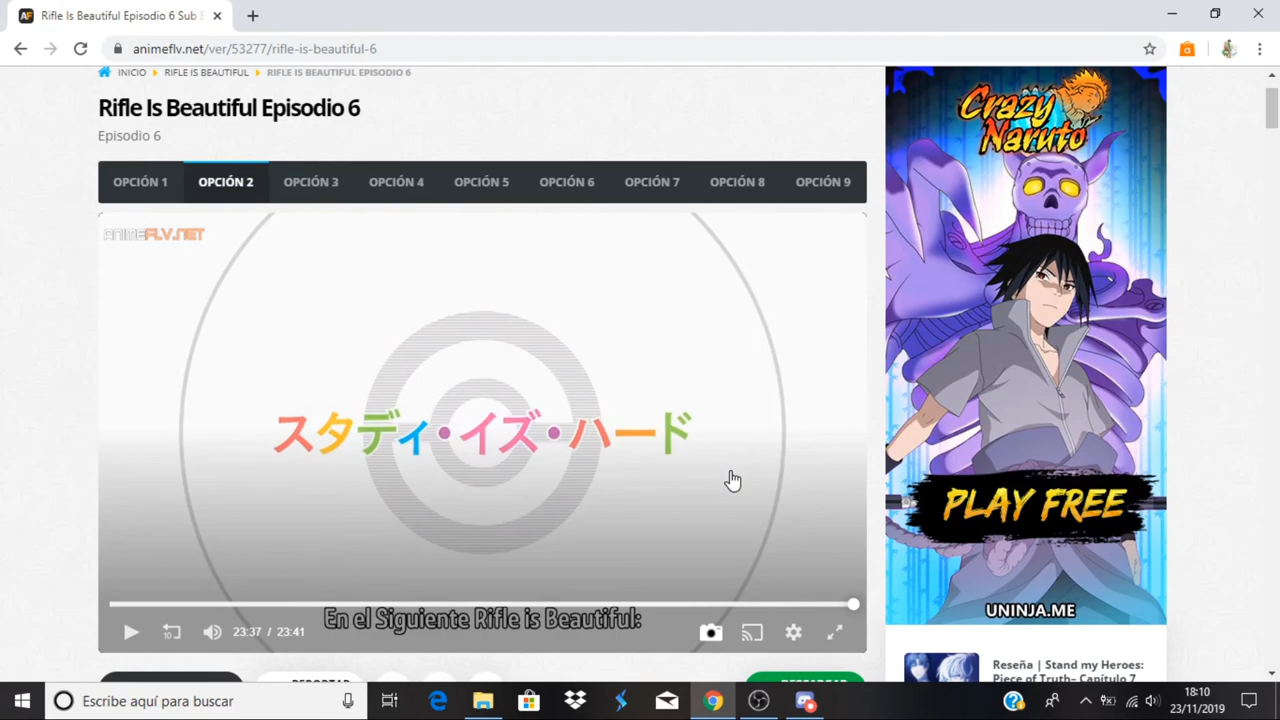 Rifle Is Beautiful Episodio 6 Sub E
animeflv.net/ver/53277/rifle-is-beautiful-6
INICIO RIFLE IS BEAUTIFUL RIFLE IS BEAUTIFUL EPISODIO 6
Rifle Is Beautiful Episodio 6
Episodio 6
OPCIÓN 1 OPCIÓN 2 OPCIÓN 3 OPCIÓN 4 OPCIÓN 5 OPCIÓN 6 OPCIÓN 7 OPCIÓN 8 OPCIÓN 9
ANIMEFLV.NET
スタディ・イズ・ハード
En el Siguiente Rifle is Beautiful:
10
23:37 / 23:41
REPORTAR
DESCARGAR
Crazy
Naruto
PLAY FREE
UNINJA.ME
Reseña | Stand my Heroes:
Piece of Truth– Capítulo 7
Escribe aquí para buscar
18:10
23/11/2019